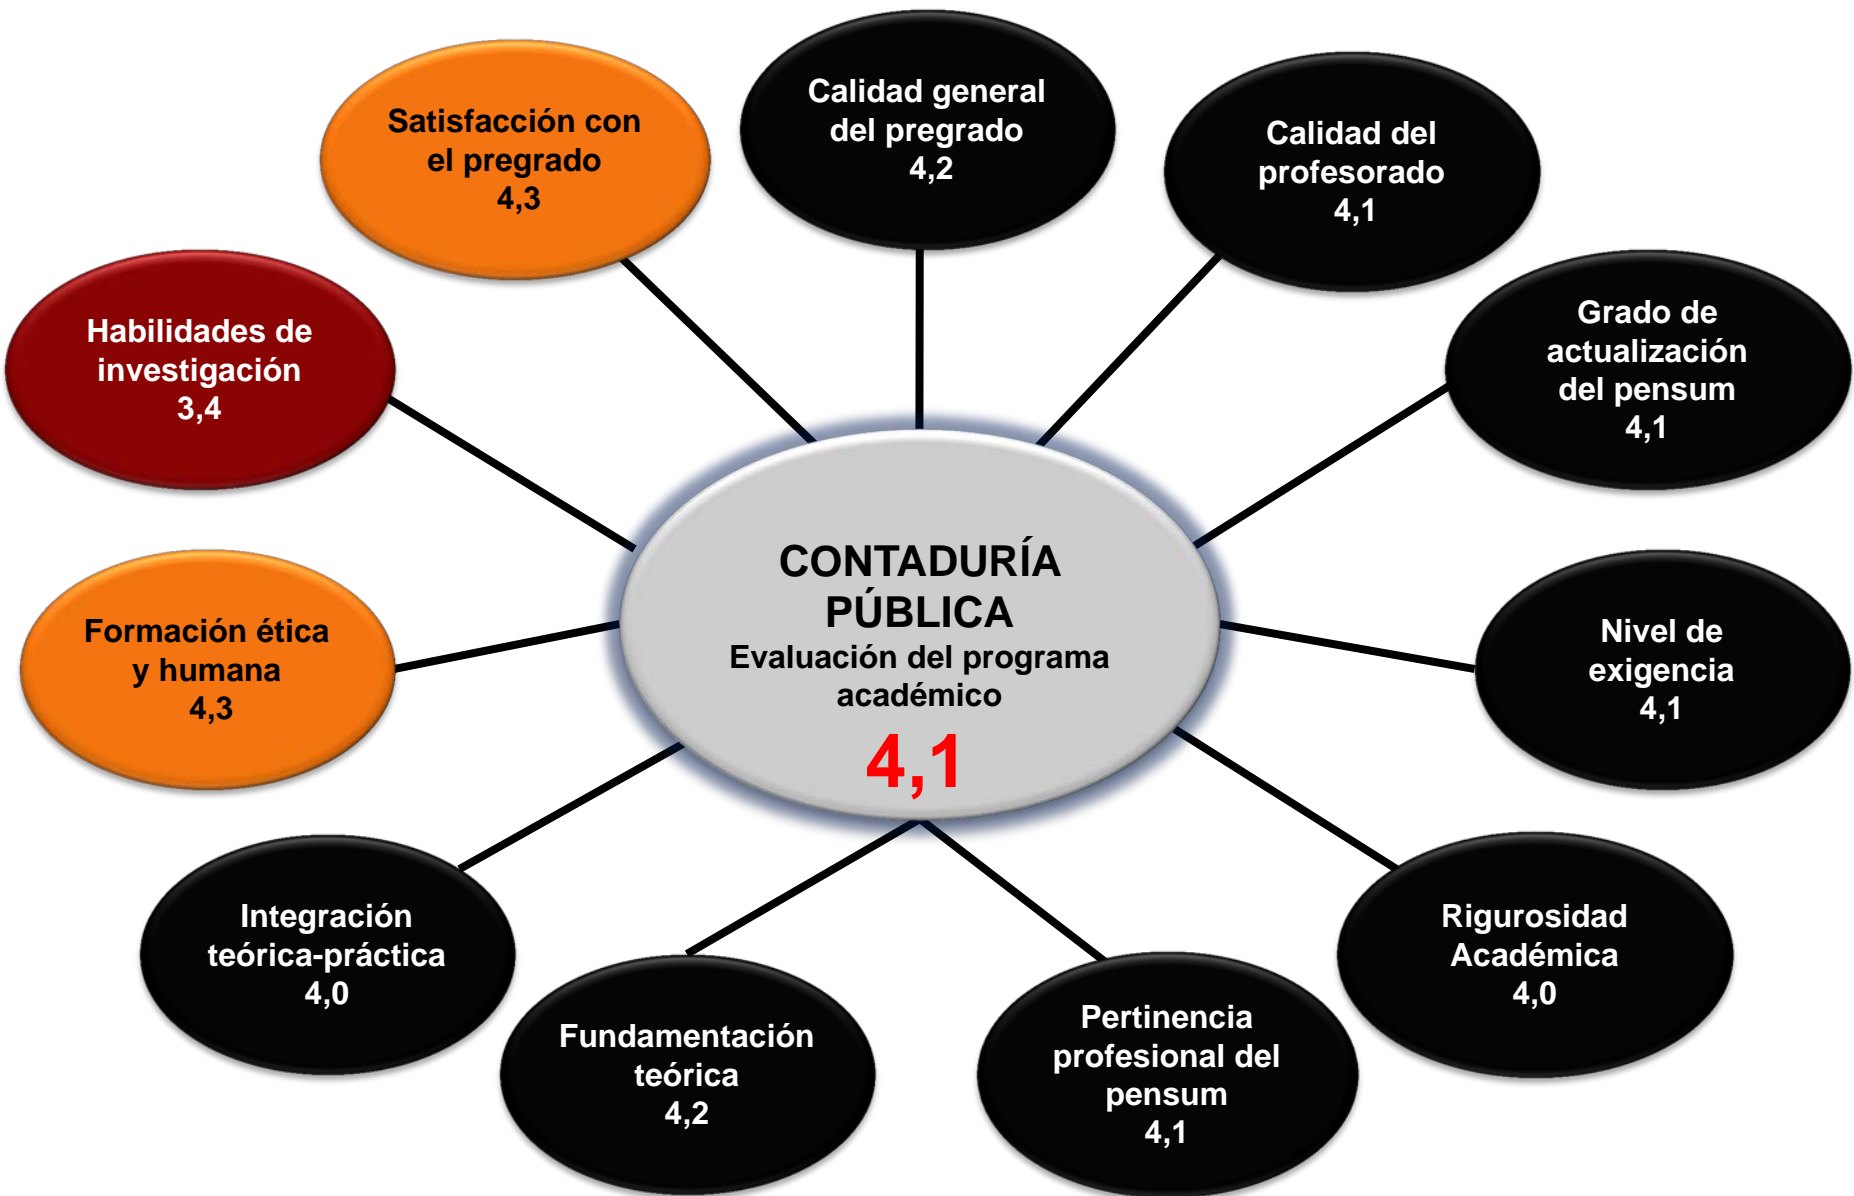 Satisfacción con
el pregrado
4,3
Calidad general
del pregrado
4,2
Calidad del
profesorado
4,1
Grado de
actualización
del pensum
4,1
Nivel de
exigencia
4,1
Rigurosidad
Académica
4,0
Pertinencia
profesional del
pensum
4,1
Fundamentación
teórica
4,2
Integración
teórica-práctica
4,0
Formación ética
y humana
4,3
Habilidades de
investigación
3,4
CONTADURÍA
PÚBLICA
Evaluación del programa
académico
4,1